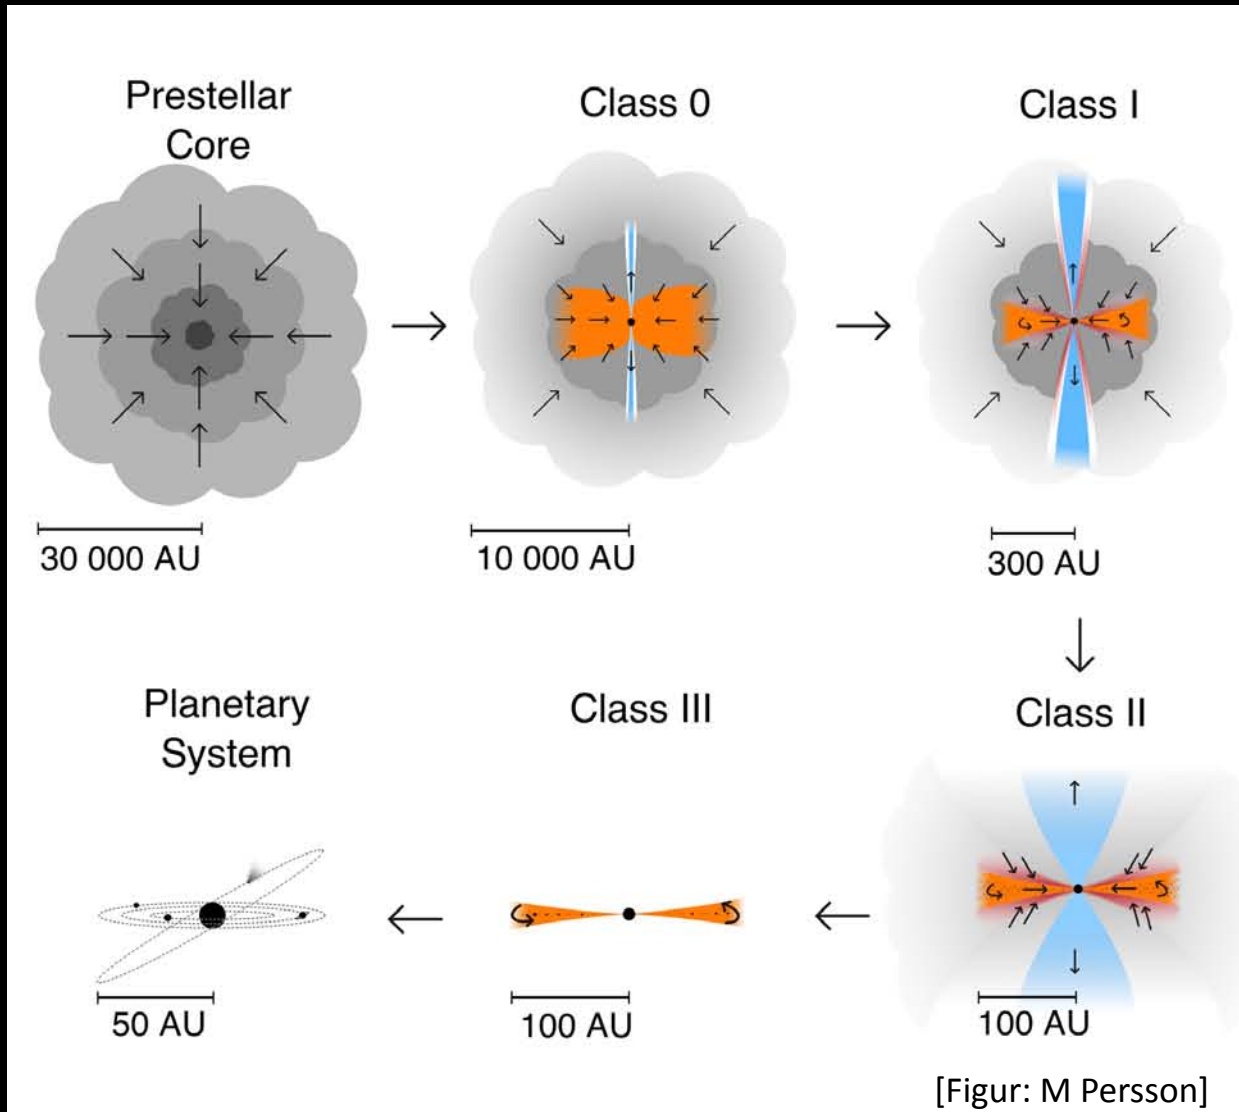 Prestellar
Core
Class 0
Class I
30 000 AU
10 000 AU
300 AU
Planetary
System
Class III
Class II
50 AU
100 AU
100 AU
[Figur: M Persson]